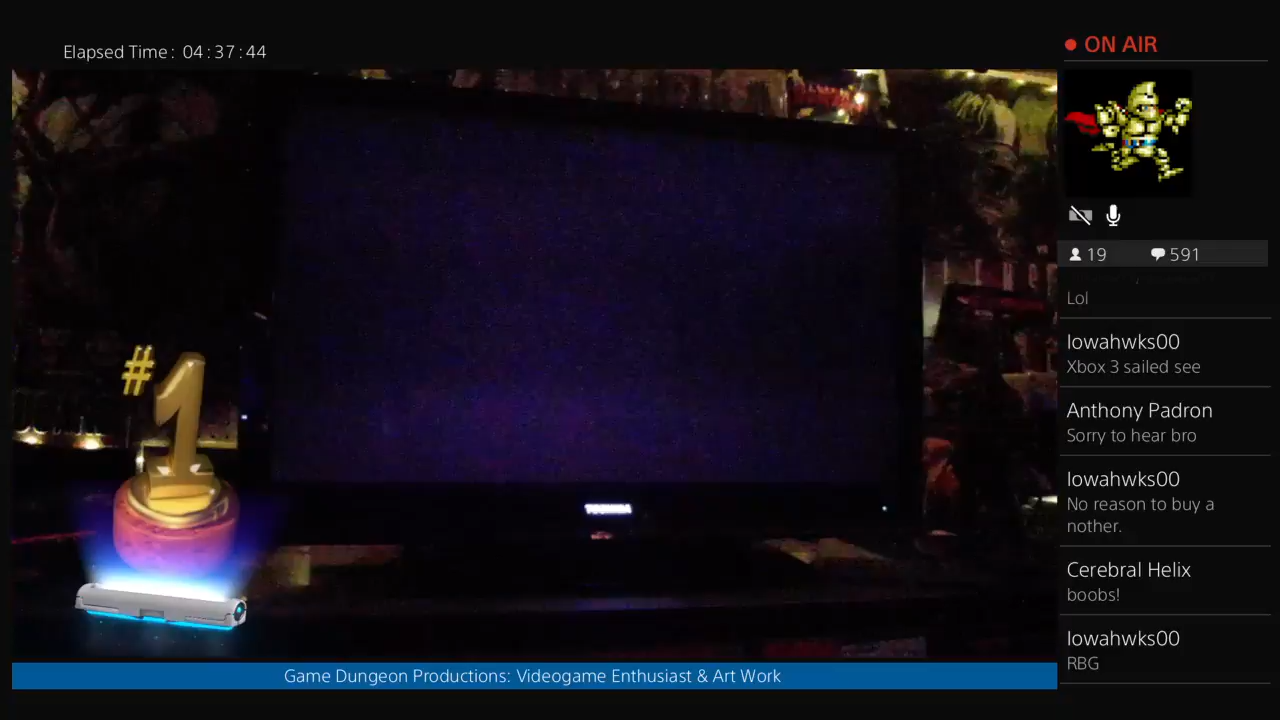 Elapsed Time: 04:37:44
ON AIR
19 591
Lol
Iowahwks00
Xbox 3 sailed see
Anthony Padron
Sorry to hear bro
Iowahwks00
No reason to buy a
nother.
Cerebral Helix
boobs!
Iowahwks00
RBG
#1
TOSHIBA
Game Dungeon Productions: Videogame Enthusiast & Art Work